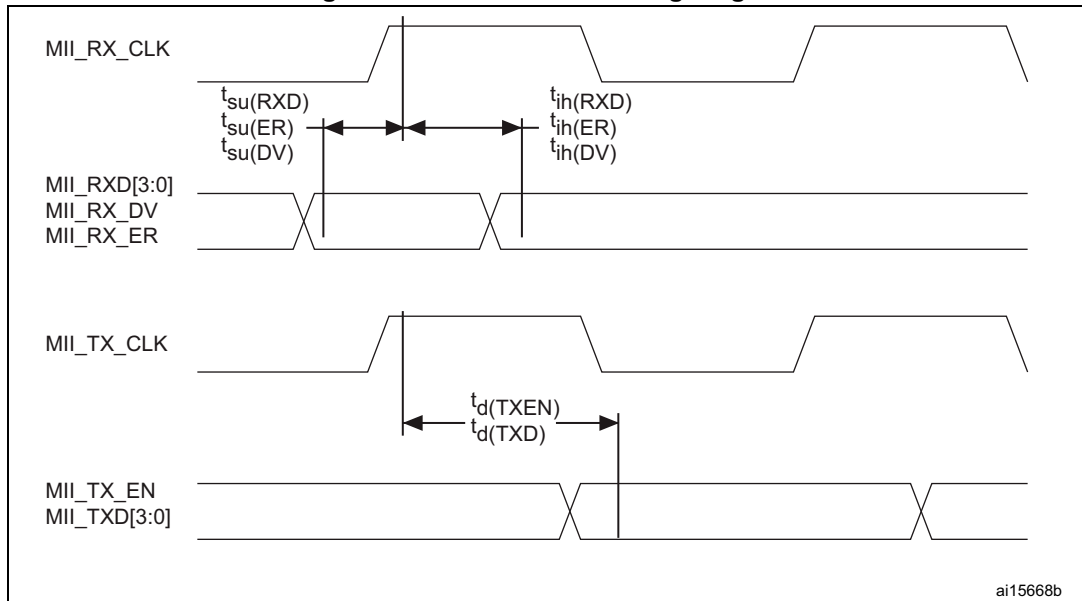 MII_RX_CLK
tsu(RXD)
tsu(ER)
tsu(DV)
tih(RXD)
tih(ER)
tih(DV)
MII_RXD[3:0]
MII_RX_DV
MII_RX_ER
MII_TX_CLK
td(TXEN)
td(TXD)
MII_TX_EN
MII_TXD[3:0]
ai15668b